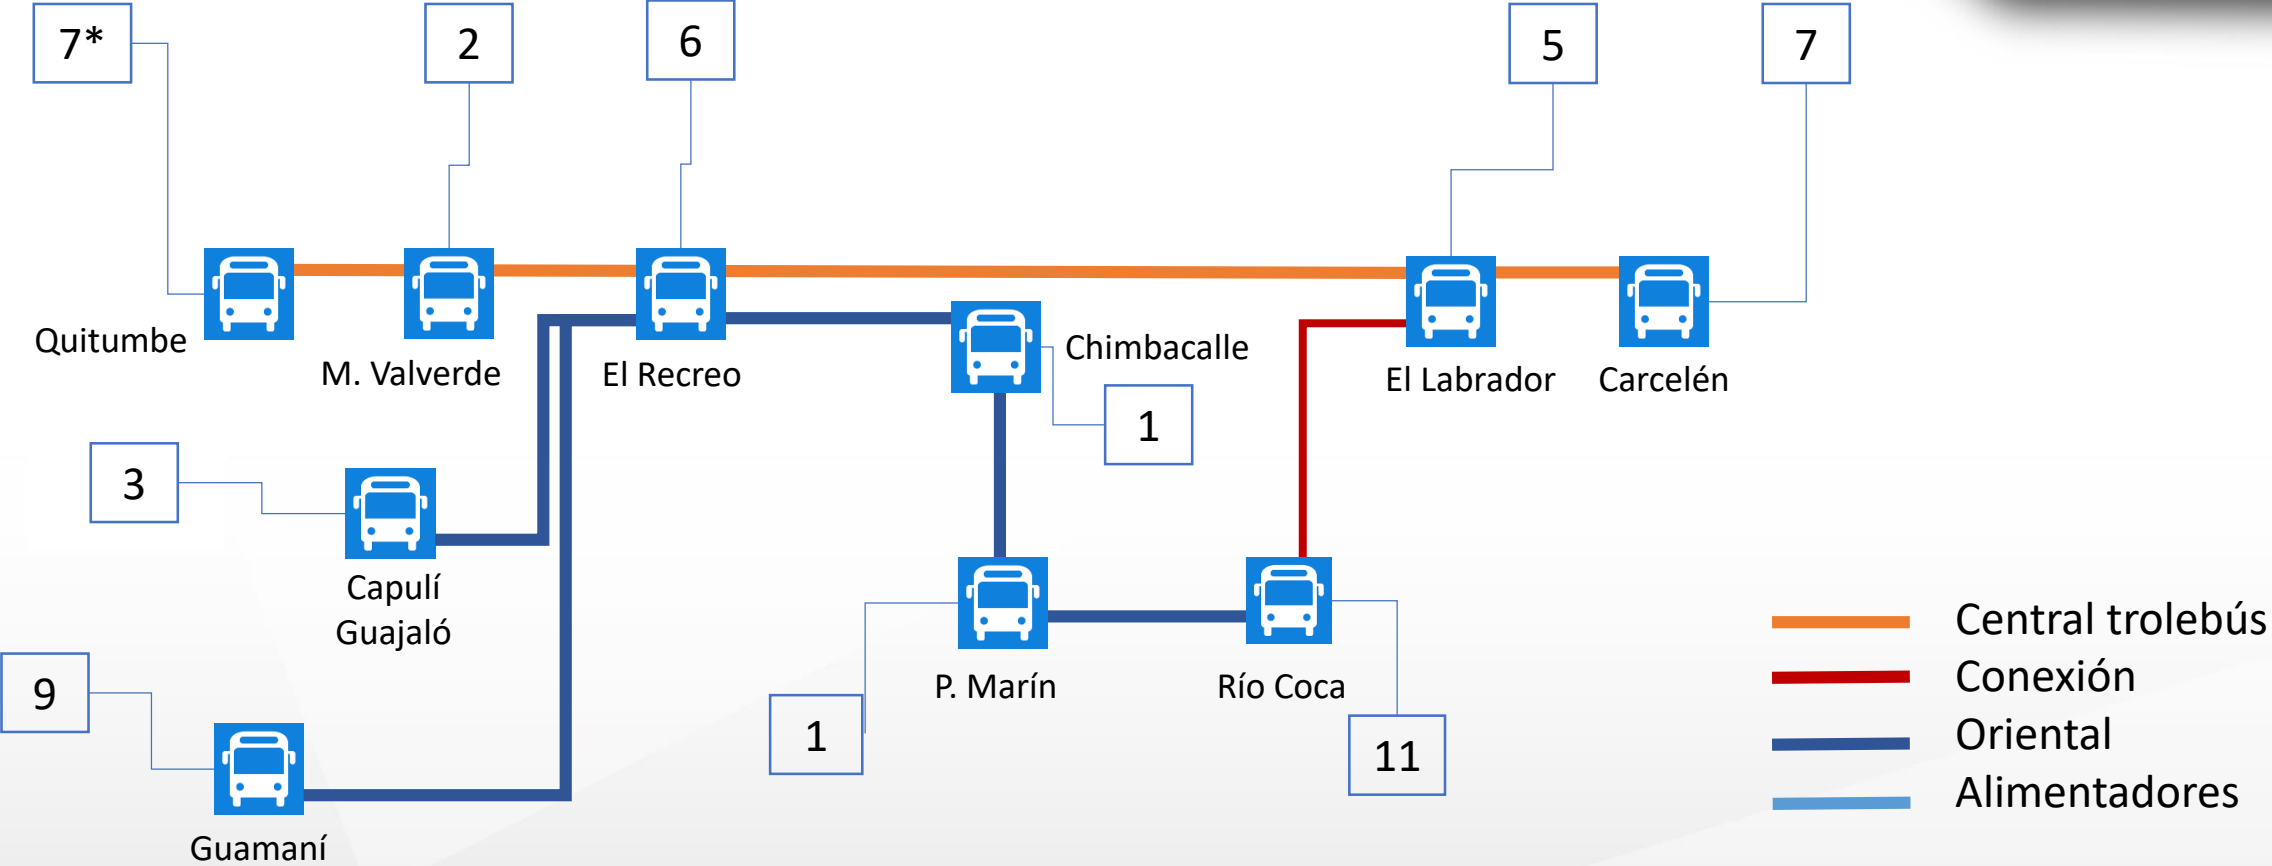 7*
2
6
5
7
Quitumbe
M. Valverde
El Recreo
Chimbacalle
El Labrador
Carcelén
1
3
Capulí
Guajaló
9
Guamaní
P. Marín
Río Coca
1
11
Central trolebús
Conexión
Oriental
Alimentadores